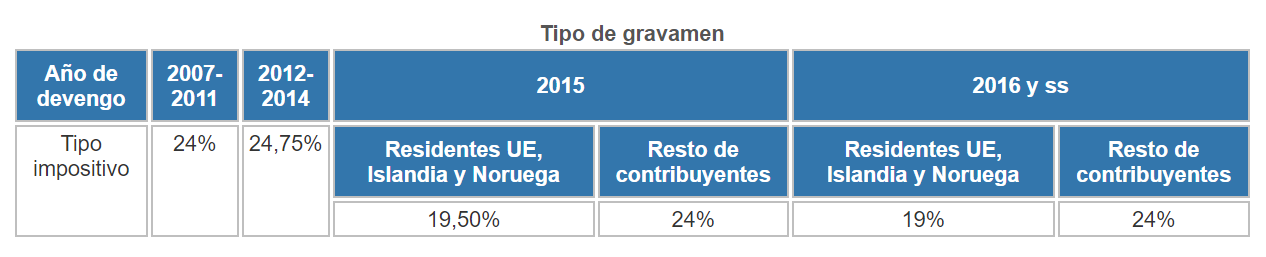 Tipo de gravamen
Año de
devengo
2007-
2011
2012-
2014
2015
2016 y ss
Tipo
impositivo
24%
24,75%
Residentes UE,
Islandia y Noruega
Resto de
contribuyentes
Residentes UE,
Islandia y Noruega
Resto de
contribuyentes
19,50%
24%
19%
24%